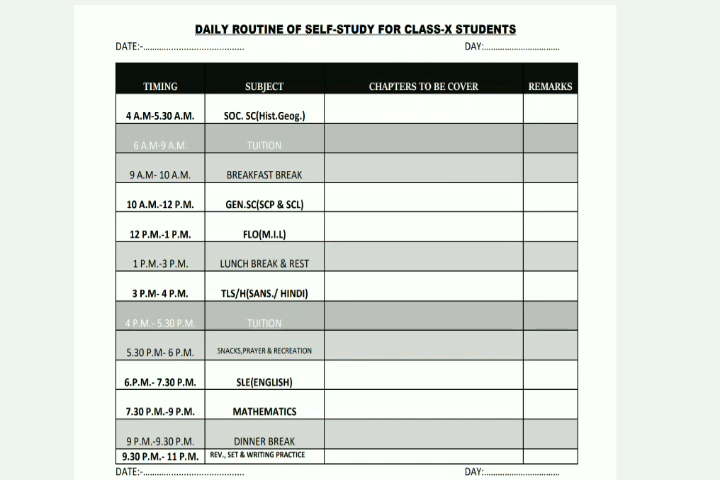 DAILY ROUTINE OF SELF-STUDY FOR CLASS-X STUDENTS
DATE:-....................................... DAY:...............................
TIMING SUBJECT CHAPTERS TO BE COVER REMARKS
4 A.M-5.30 A.M. SOC. SC(Hist.Geog.)
6 A.M-9 A.M. TUITION
9 A.M- 10 A.M. BREAKFAST BREAK
10 A.M.-12 P.M. GEN.SC(SCP & SCL)
12 P.M.-1 P.M. FLO(M.I.L)
1 P.M.-3 P.M. LUNCH BREAK & REST
3 P.M- 4 P.M. TLS/H(SANS./ HINDI)
4 P.M.- 5.30 P.M. TUITION
5.30 P.M- 6 P.M. SNACKS,PRAYER & RECREATION
6.P.M.- 7.30 P.M. SLE(ENGLISH)
7.30 P.M.-9 P.M. MATHEMATICS
9 P.M.-9.30 P.M. DINNER BREAK
9.30 P.M.- 11 P.M. REV., SET & WRITING PRACTICE
DATE:-....................................... DAY:...............................